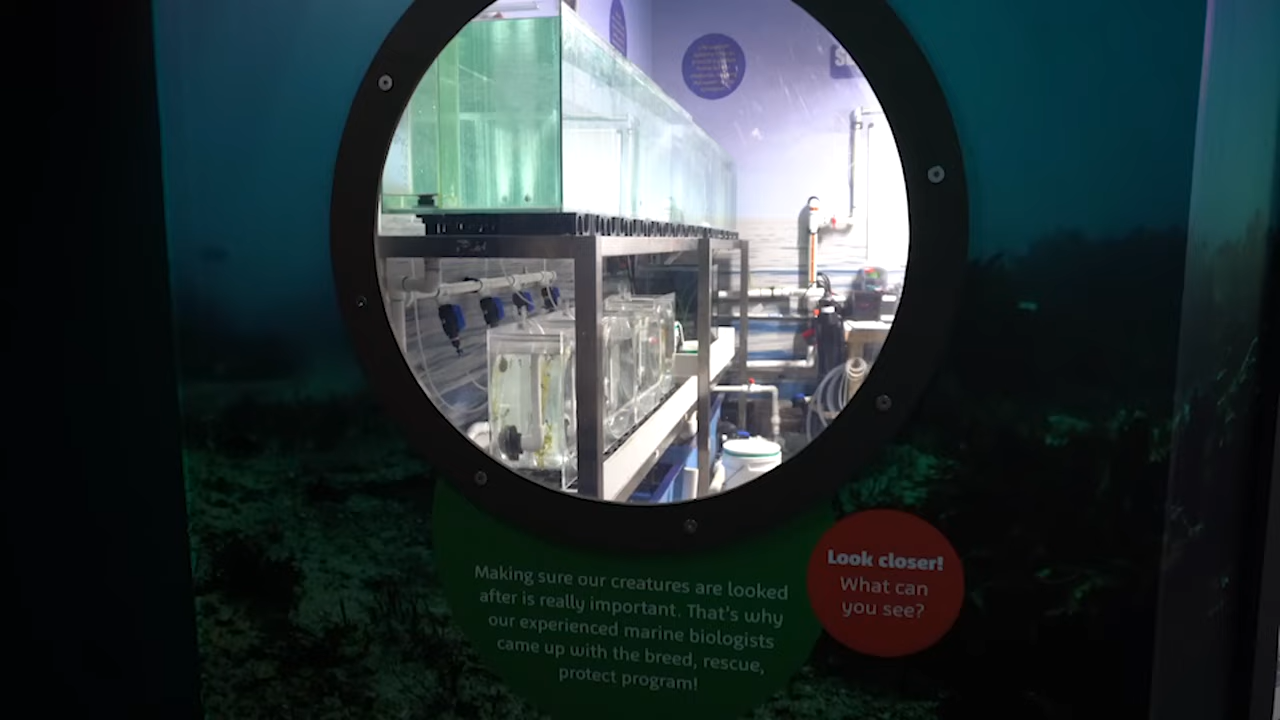 Making sure our creatures are looked
after is really important. That's why
our experienced marine biologists
came up with the breed, rescue,
protect program!
Look closer!
What can
you see?